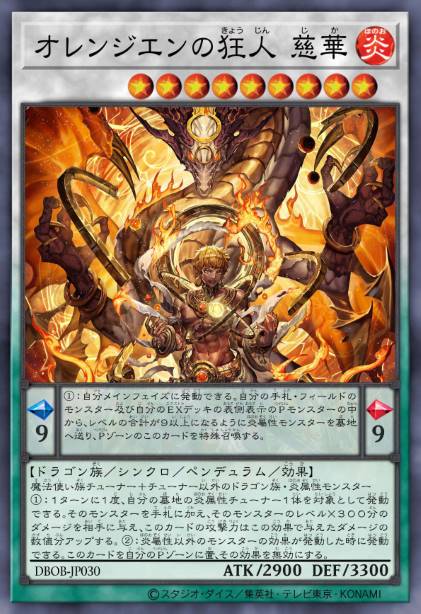 オレンジエンの狂人 慈華
きょう じん じ か
炎
ほのお
①：自分メインフェイズに発動できる。自分の手札・フィールドの
モンスター及び自分のEXデッキの表側表示のPモンスターの中
から、レベルの合計が9以上になるように炎属性モンスターを墓地
へ送り、Pゾーンのこのカードを特殊召喚する。
9
9
【ドラゴン族／シンクロ／ペンデュラム／効果】
魔法使い族チューナー＋チューナー以外のドラゴン族・炎属性モンスター
①：1ターンに1度、自分の墓地の炎属性チューナー1体を対象として発動
できる。そのモンスターを手札に加え、そのモンスターのレベル×300分の
ダメージを相手に与え、このカードの攻撃力はこの効果で与えたダメージの
数値分アップする。②：炎属性以外のモンスターの効果が発動した時に発動
できる。このカードを自分のPゾーンに置き、その効果を無効にする。
DBOB-JP030
ATK/2900 DEF/3300
©スタジオ・ダイス／集英社・テレビ東京・KONAMI